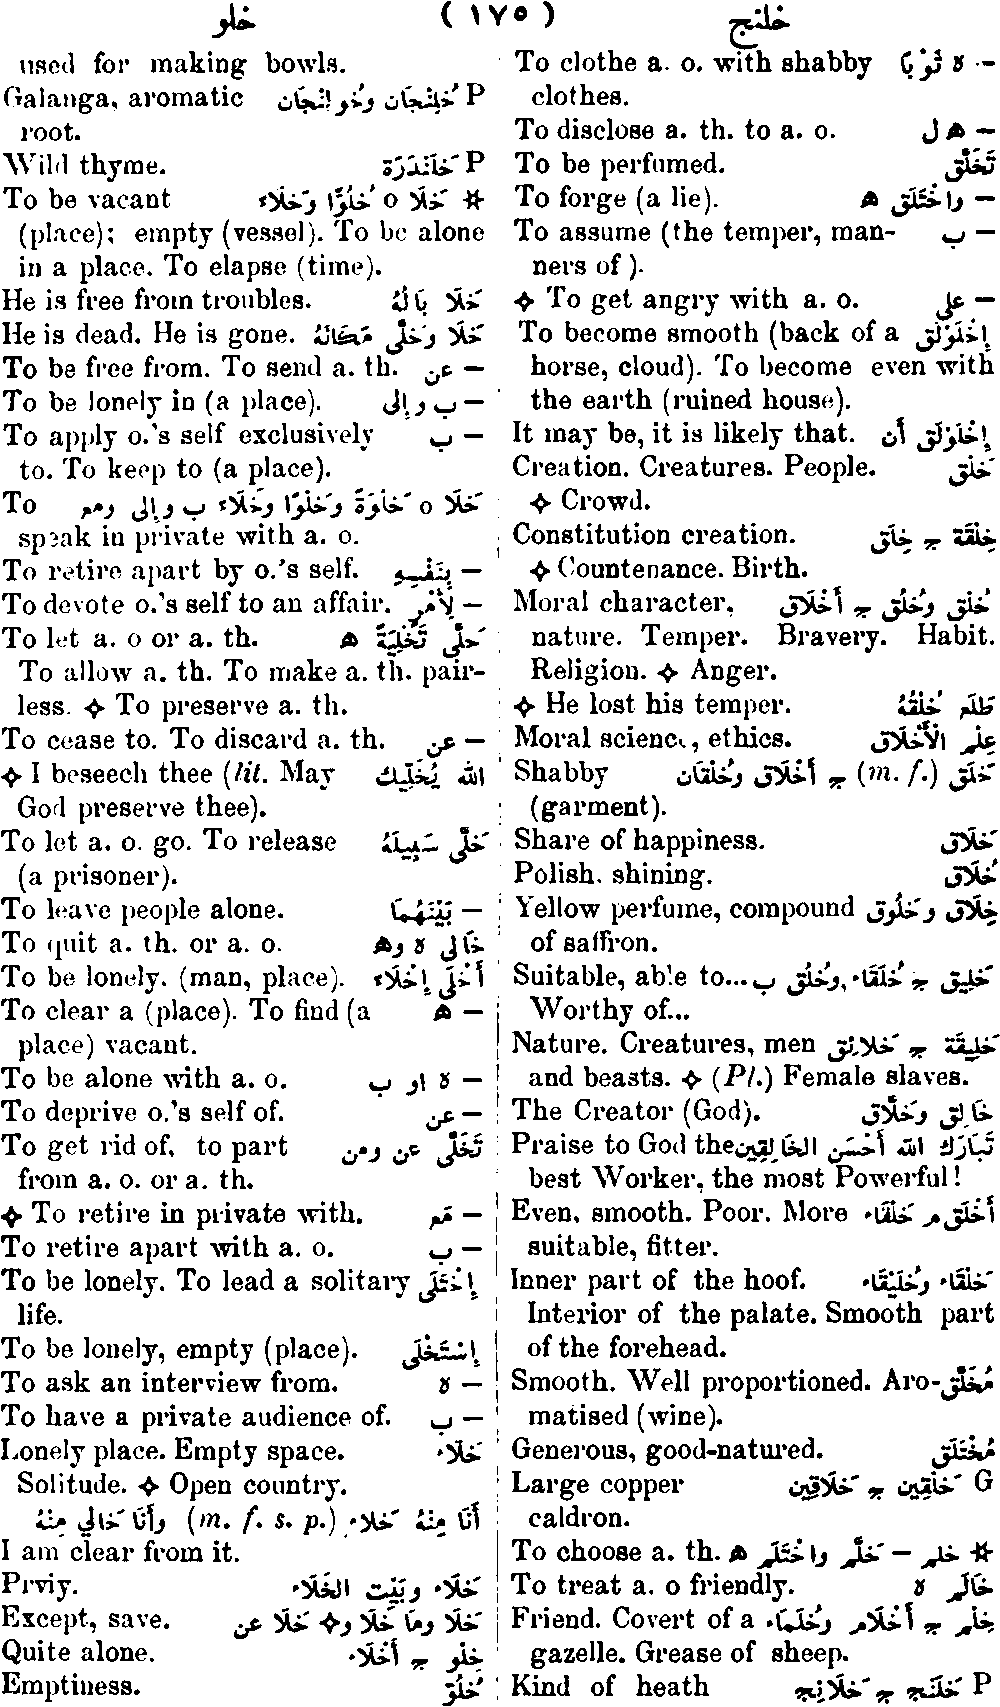 خلنج ( ١٧٥ ) خلو
To clothe a. o. with shabby — ه ثَوْبًا
clothes.
To disclose a. th. to a. o. — ه ل
To be perfumed. تَخَلَّق
To forge (a lie). — واخْتَلَق ه
To assume (the temper, man- — ب
ners of ).
✧ To get angry with a. o. — على
To become smooth (back of a إِخْلَوْلَق
horse, cloud). To become even with
the earth (ruined house).
It may be, it is likely that. إِخْلَوْلَق أَن
Creation. Creatures. People. خَلْق
✧ Crowd.
Constitution creation. خِلْقَة ج خِلَق
✧ Countenance. Birth.
Moral character, خُلْق وخُلُق ج أَخْلَاق
nature. Temper. Bravery. Habit.
Religion. ✧ Anger.
✧ He lost his temper. طَلَع خُلْقُهُ
Moral science, ethics. عِلْم الأَخْلَاق
Shabby خَلَق (m. f.) ج أَخْلَاق وخُلْقَان
(garment).
Share of happiness. خَلَاق
Polish. shining. خُلَاق
Yellow perfume, compound خِلَاق وخَلُوق
of saffron.
Suitable, able to... خَلِيق ج خُلَقَاء وخُلُق ب
Worthy of...
Nature. Creatures, men خَلِيقَة ج خَلَائِق
and beasts. ✧ (Pl.) Female slaves.
The Creator (God). خَالِق وخَلَّاق
Praise to God the تَبَارَك الله أَحْسَن الخَالِقِين
best Worker, the most Powerful!
Even, smooth. Poor. More أَخْلَق م خَلْقَاء
suitable, fitter.
Inner part of the hoof. خَلْقَاء وخُلَيْقَاء
Interior of the palate. Smooth part
of the forehead.
Smooth. Well proportioned. Aro- مُخَلَّق
matised (wine).
Generous, good-natured. مُخْتَلَق
Large copper خَلْقِين ج خَلَاقِين G
caldron.
To choose a. th. ✲ خلم — خَلَّم واخْتَلَم ه
To treat a. o friendly. خَالَم ه
Friend. Covert of a خِلْم ج أَخْلَام وخُلَمَاء
gazelle. Grease of sheep.
Kind of heath خَلَنْج ج خَلَانِج P
used for making bowls.
Galanga, aromatic خُلِنْجَان وخُوَلِنْجَان P
root.
Wild thyme. خَلَنْدَرَة P
To be vacant ✲ خَلَا o خُلُوًّا وخَلَاء
(place); empty (vessel). To be alone
in a place. To elapse (time).
He is free from troubles. خَلَا بَالُهُ
He is dead. He is gone. خَلَا وخَلَّى مَكَانَهُ
To be free from. To send a. th. — عن
To be lonely in (a place). — ب وإلى
To apply o.'s self exclusively — ب
to. To keep to (a place).
To خَلَا o خَلْوَةً وخَلْوًا وخَلَاء ب وإلى ومع
speak in private with a. o.
To retire apart by o.'s self. — بِنَفْسِهِ
To devote o.'s self to an affair. — لِأَمْر
To let a. o or a. th. خَلَّى تَخْلِيَةً ه
To allow a. th. To make a. th. pair-
less. ✧ To preserve a. th.
To cease to. To discard a. th. — عن
✧ I beseech thee (lit. May الله يُخَلِّيك
God preserve thee).
To let a. o. go. To release خَلَّى سَبِيلَهُ
(a prisoner).
To leave people alone. — بَيْنَهُمَا
To quit a. th. or a. o. خَالَى ه وه
To be lonely. (man, place). أَخْلَى إِخْلَاء
To clear a (place). To find (a — ه
place) vacant.
To be alone with a. o. — ه او ب
To deprive o.'s self of. — عن
To get rid of, to part تَخَلَّى عن ومن
from a. o. or a. th.
✧ To retire in private with. — مَع
To retire apart with a. o. — ب
To be lonely. To lead a solitary إِخْتَلَى
life.
To be lonely, empty (place). إِسْتَخْلَى
To ask an interview from. — ه
To have a private audience of. — ب
Lonely place. Empty space. خَلَاء
Solitude. ✧ Open country.
أَنَا مِنْهُ خَلَاء (m. f. s. p.) وأَنَا خَالِي مِنْهُ
I am clear from it.
Prviy. خَلَاء وبَيْت الخَلَاء
Except, save. خَلَا ومَا خَلَا و✧ خَلَا عن
Quite alone. خِلْو ج أَخْلَاء
Emptiness. خُلُوّ